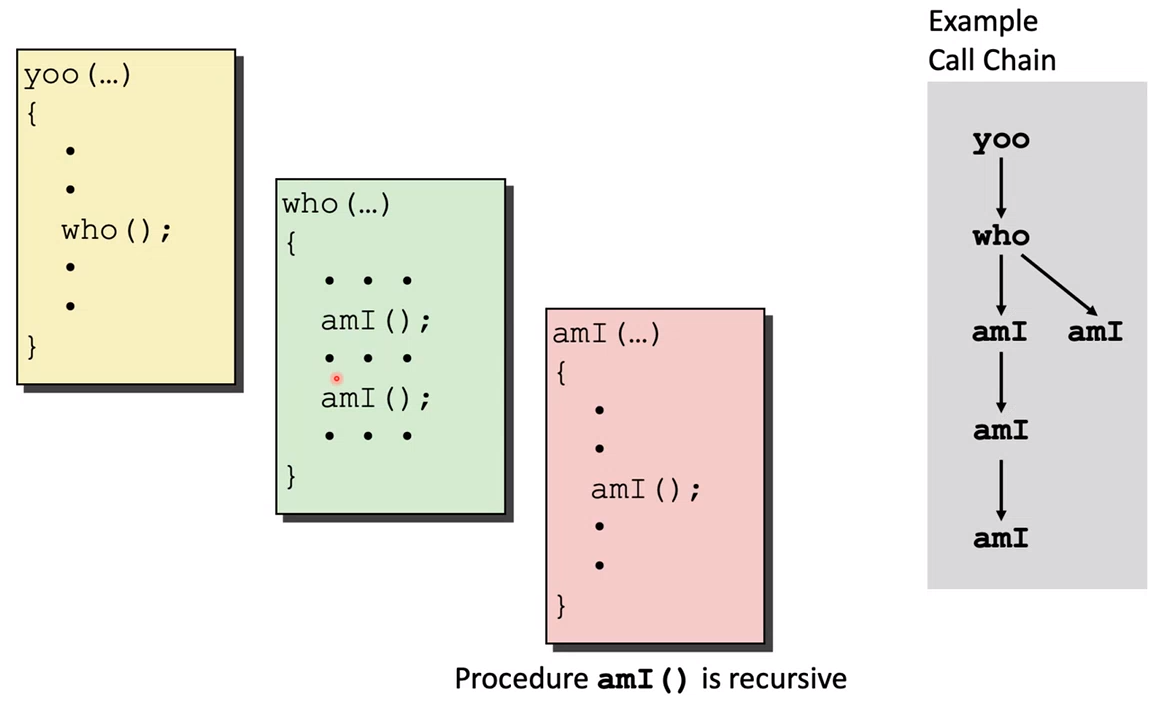 yoo(…)
{
•
•
who();
•
•
}
who(…)
{
• • •
amI();
• • •
amI();
• • •
}
amI(…)
{
•
•
amI();
•
•
}
Procedure amI() is recursive
Example
Call Chain
yoo
who
amI amI
amI
amI